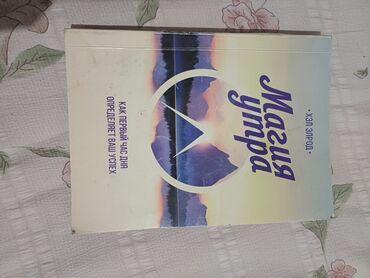 • ХЭЛ ЭЛРОД •
Магия
утра
КАК ПЕРВЫЙ ЧАС ДНЯ
ОПРЕДЕЛЯЕТ ВАШ УСПЕХ